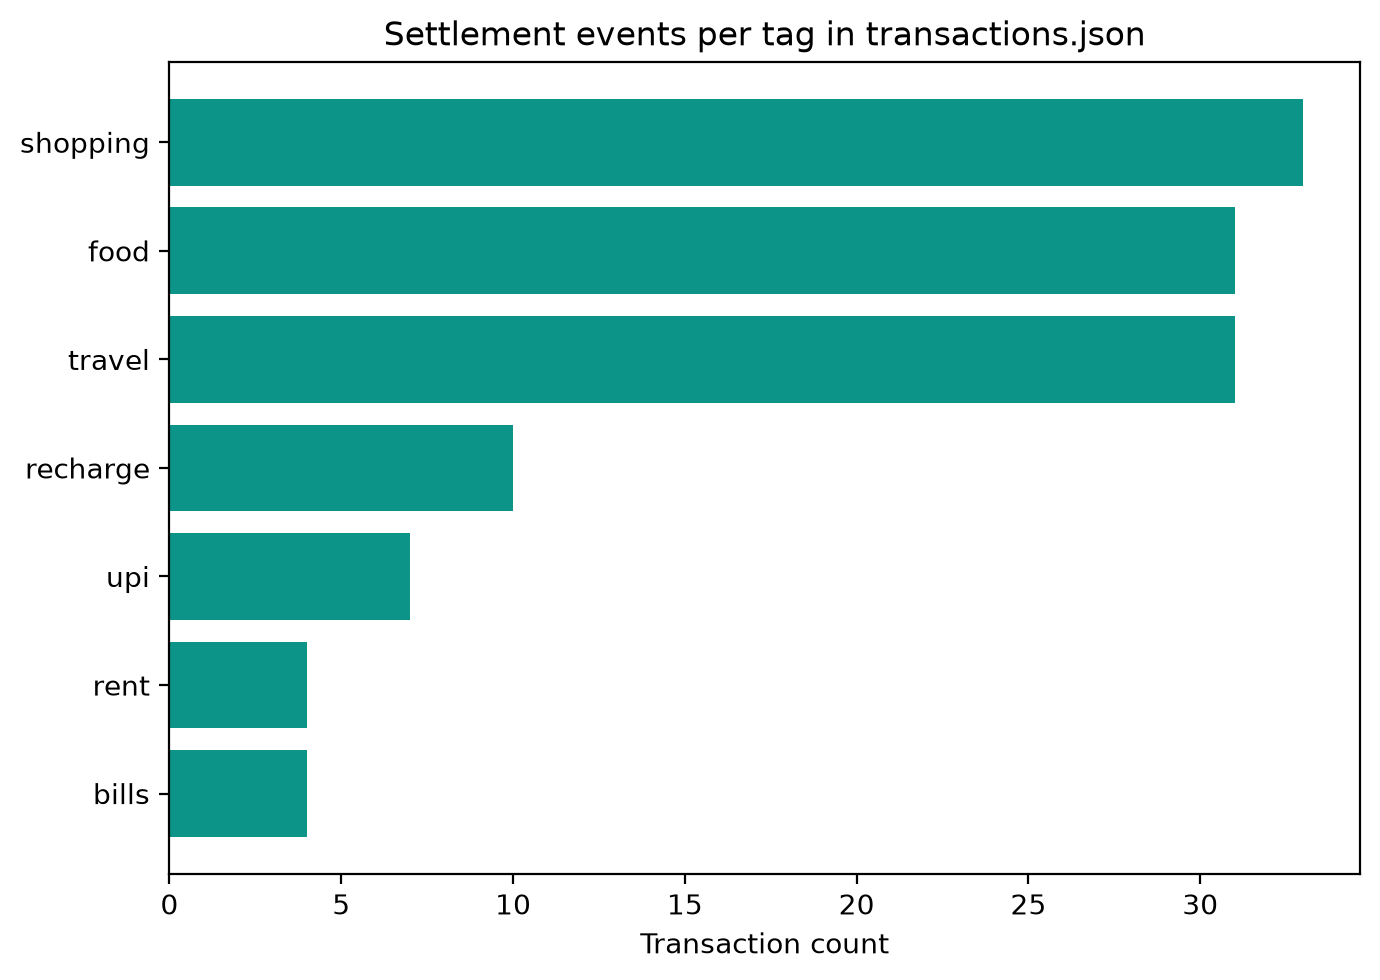 Settlement events per tag in transactions.json
shopping
food
travel
recharge
upi
rent
bills
0 5 10 15 20 25 30
Transaction count